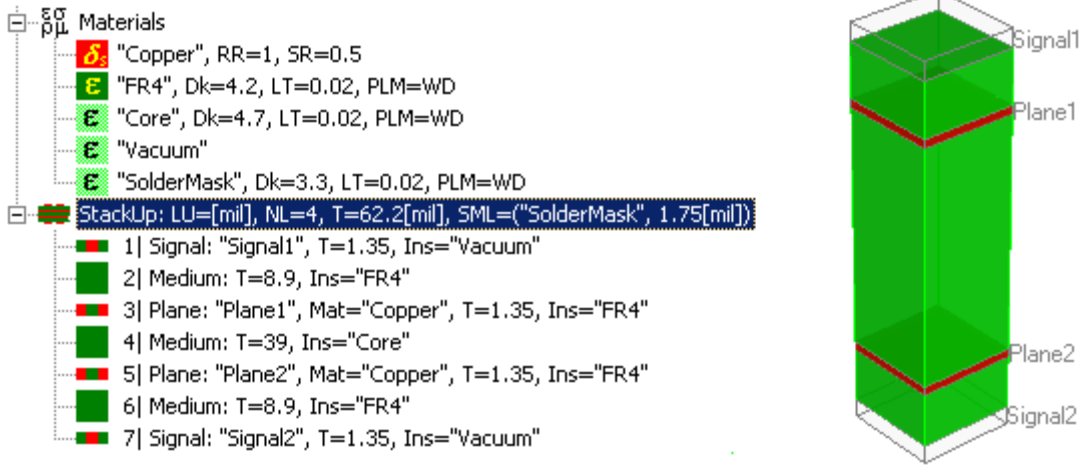 εσ
ρμ Materials
δs "Copper", RR=1, SR=0.5
ε "FR4", Dk=4.2, LT=0.02, PLM=WD
ε "Core", Dk=4.7, LT=0.02, PLM=WD
ε "Vacuum"
ε "SolderMask", Dk=3.3, LT=0.02, PLM=WD
StackUp: LU=[mil], NL=4, T=62.2[mil], SML=("SolderMask", 1.75[mil])
1| Signal: "Signal1", T=1.35, Ins="Vacuum"
2| Medium: T=8.9, Ins="FR4"
3| Plane: "Plane1", Mat="Copper", T=1.35, Ins="FR4"
4| Medium: T=39, Ins="Core"
5| Plane: "Plane2", Mat="Copper", T=1.35, Ins="FR4"
6| Medium: T=8.9, Ins="FR4"
7| Signal: "Signal2", T=1.35, Ins="Vacuum"
Signal1
Plane1
Plane2
Signal2